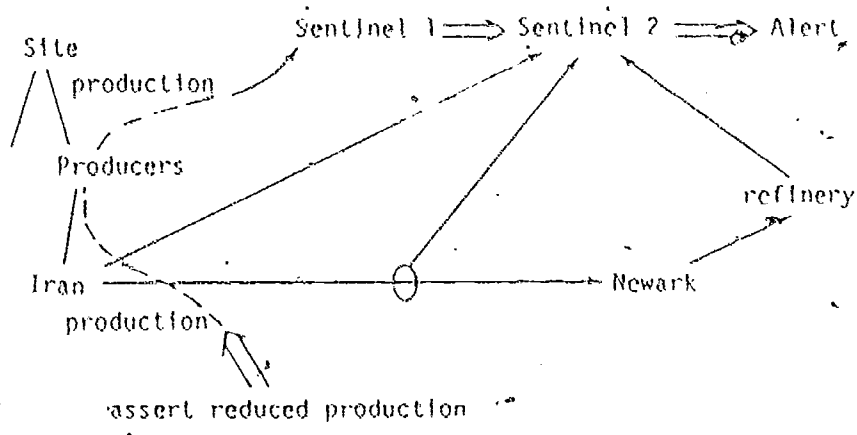 Sentinel 1 Sentinel 2 Alert
Site
production
Producers
refinery
Iran Newark
production
assert reduced production